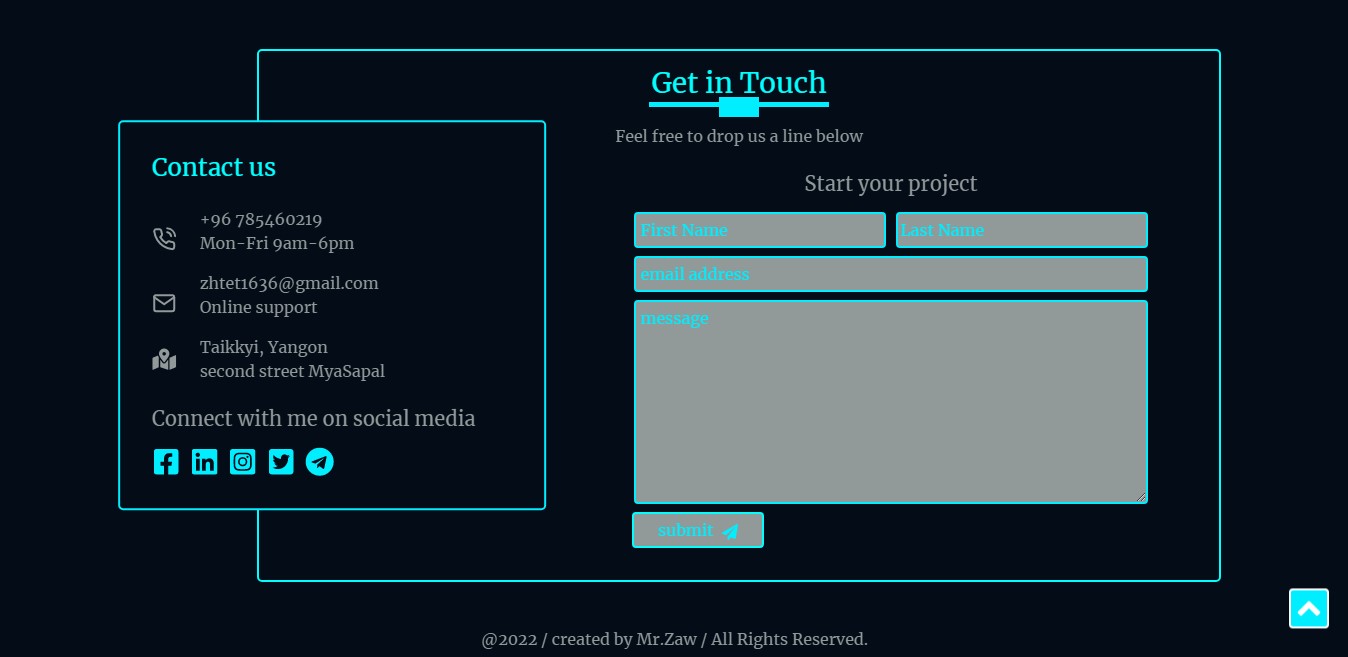 Get in Touch
Feel free to drop us a line below
Contact us
+96 785460219
Mon-Fri 9am-6pm
zhtet1636@gmail.com
Online support
Taikkyi, Yangon
second street MyaSapal
Connect with me on social media
Start your project
First Name
Last Name
email address
message
submit
@2022 / created by Mr.Zaw / All Rights Reserved.